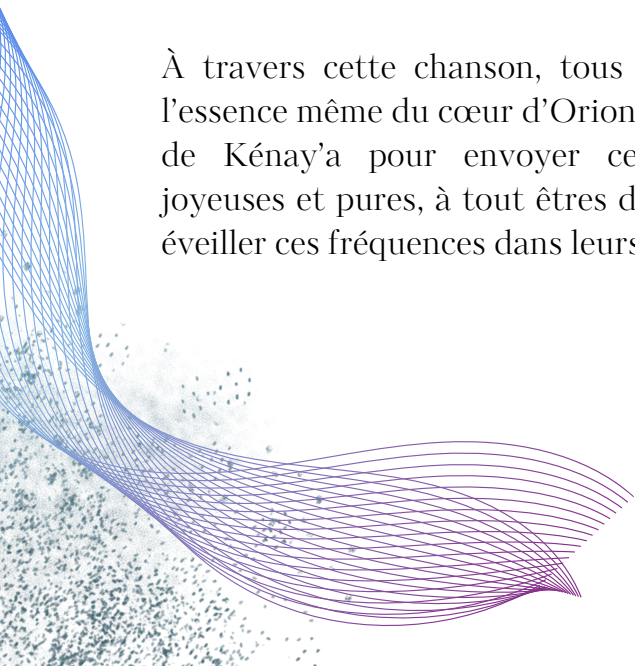 À travers cette chanson, tous
l’essence même du cœur d’Orion
de Kénay’a pour envoyer ce
joyeuses et pures, à tout êtres d
éveiller ces fréquences dans leurs